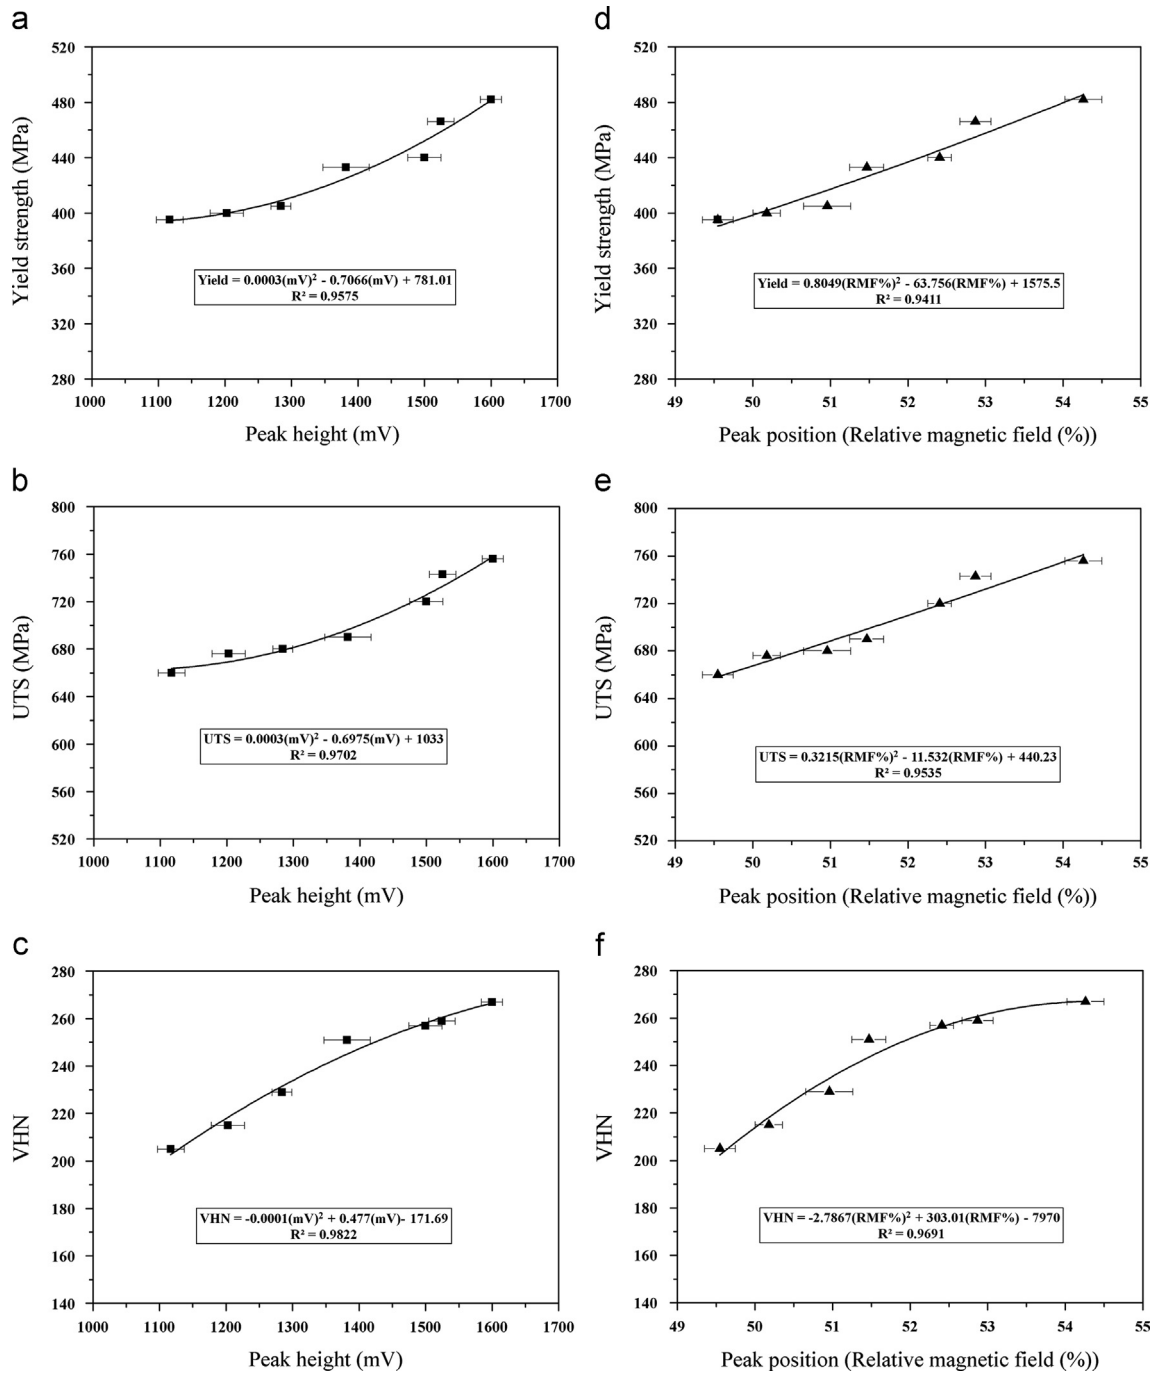 a
520
480
440
400
360
320
280
Yield strength (MPa)
Yield = 0.0003(mV)² - 0.7066(mV) + 781.01
R² = 0.9575
1000 1100 1200 1300 1400 1500 1600 1700
Peak height (mV)
d
520
480
440
400
360
320
280
Yield strength (MPa)
Yield = 0.8049(RMF%)² - 63.756(RMF%) + 1575.5
R² = 0.9411
49 50 51 52 53 54 55
Peak position (Relative magnetic field (%))
b
800
760
720
680
640
600
560
520
UTS (MPa)
UTS = 0.0003(mV)² - 0.6975(mV) + 1033
R² = 0.9702
1000 1100 1200 1300 1400 1500 1600 1700
Peak height (mV)
e
800
760
720
680
640
600
560
520
UTS (MPa)
UTS = 0.3215(RMF%)² - 11.532(RMF%) + 440.23
R² = 0.9535
49 50 51 52 53 54 55
Peak position (Relative magnetic field (%))
c
280
260
240
220
200
180
160
140
VHN
VHN = -0.0001(mV)² + 0.477(mV)- 171.69
R² = 0.9822
1000 1100 1200 1300 1400 1500 1600 1700
Peak height (mV)
f
280
260
240
220
200
180
160
140
VHN
VHN = -2.7867(RMF%)² + 303.01(RMF%) - 7970
R² = 0.9691
49 50 51 52 53 54 55
Peak position (Relative magnetic field (%))